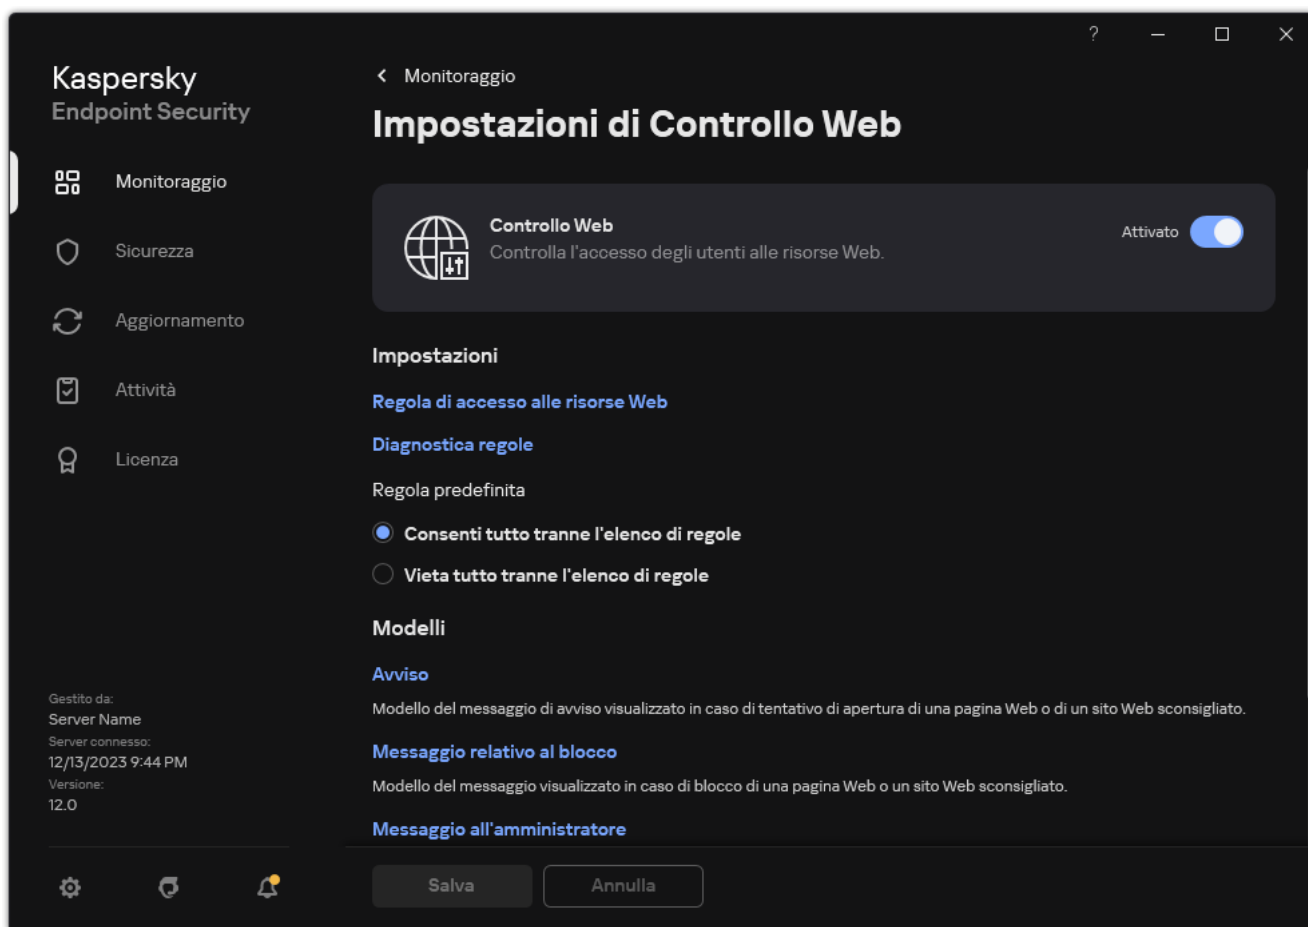 ?
Kaspersky
Endpoint Security
Monitoraggio
Sicurezza
Aggiornamento
Attività
Licenza
Gestito da:
Server Name
Server connesso:
12/13/2023 9:44 PM
Versione:
12.0
Monitoraggio
Impostazioni di Controllo Web
Controllo Web
Controlla l'accesso degli utenti alle risorse Web.
Attivato
Impostazioni
Regola di accesso alle risorse Web
Diagnostica regole
Regola predefinita
Consenti tutto tranne l'elenco di regole
Vieta tutto tranne l'elenco di regole
Modelli
Avviso
Modello del messaggio di avviso visualizzato in caso di tentativo di apertura di una pagina Web o di un sito Web sconsigliato.
Messaggio relativo al blocco
Modello del messaggio visualizzato in caso di blocco di una pagina Web o un sito Web sconsigliato.
Messaggio all'amministratore
Salva
Annulla